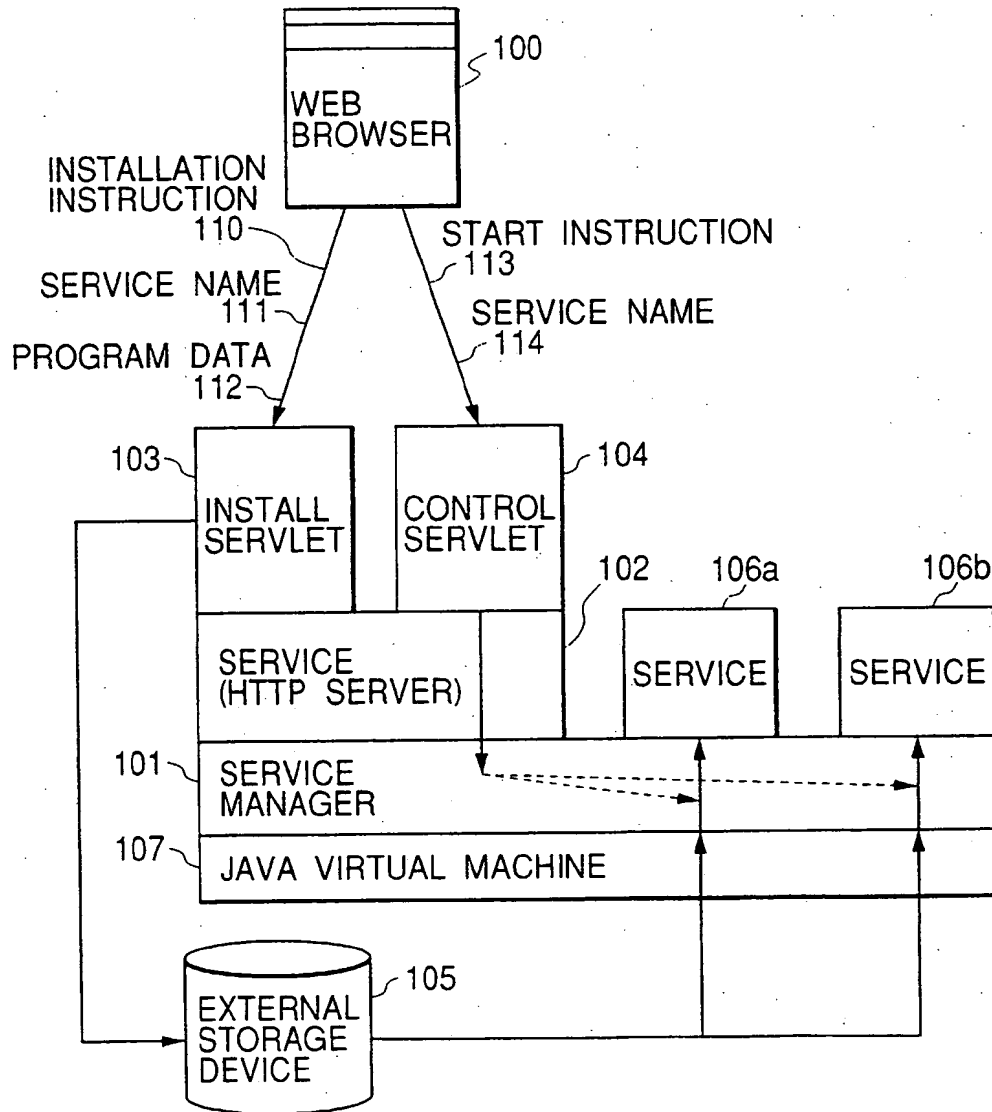 100
WEB
BROWSER
INSTALLATION
INSTRUCTION
110
START INSTRUCTION
113
SERVICE NAME
111
SERVICE NAME
114
PROGRAM DATA
112
103
104
INSTALL
SERVLET
CONTROL
SERVLET
102
106a
106b
SERVICE
(HTTP SERVER)
SERVICE
SERVICE
101
SERVICE
MANAGER
107
JAVA VIRTUAL MACHINE
105
EXTERNAL
STORAGE
DEVICE